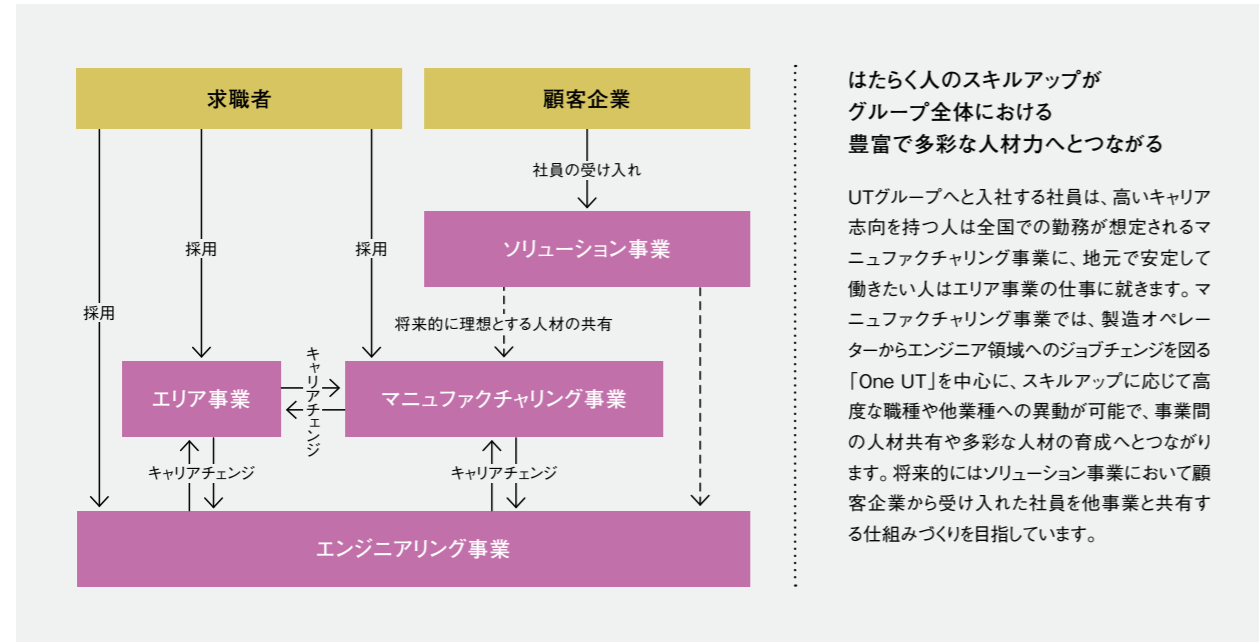 求職者
顧客企業
社員の受け入れ
採用
採用
ソリューション事業
採用
将来的に理想とする人材の共有
キャリアチェンジ
エリア事業
マニュファクチャリング事業
キャリアチェンジ
キャリアチェンジ
エンジニアリング事業
はたらく人のスキルアップが
グループ全体における
豊富で多彩な人材力へとつながる
UTグループへと入社する社員は、高いキャリア
志向を持つ人は全国での勤務が想定されるマ
ニュファクチャリング事業に、地元で安定して
働きたい人はエリア事業の仕事に就きます。マ
ニュファクチャリング事業では、製造オペレー
ターからエンジニア領域へのジョブチェンジを図る
「One UT」を中心に、スキルアップに応じて高
度な職種や他業種への異動が可能で、事業間
の人材共有や多彩な人材の育成へとつながり
ます。将来的にはソリューション事業において顧
客企業から受け入れた社員を他事業と共有す
る仕組みづくりを目指しています。